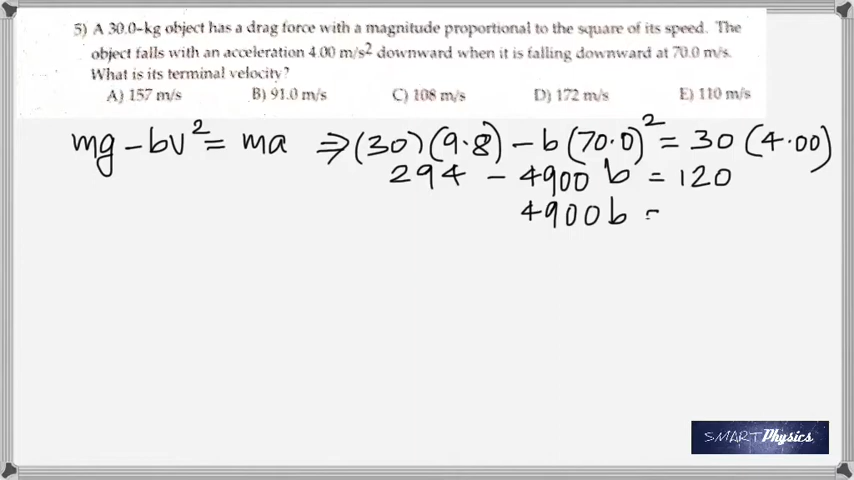 5) A 30.0-kg object has a drag force with a magnitude proportional to the square of its speed. The
object falls with an acceleration 4.00 m/s² downward when it is falling downward at 70.0 m/s.
What is its terminal velocity?
A) 157 m/s B) 91.0 m/s C) 108 m/s D) 172 m/s E) 110 m/s
mg - bv² = ma ⇒ (30)(9.8) - b(70.0)² = 30(4.00)
294 - 4900 b = 120
4900b =
SMART Physics